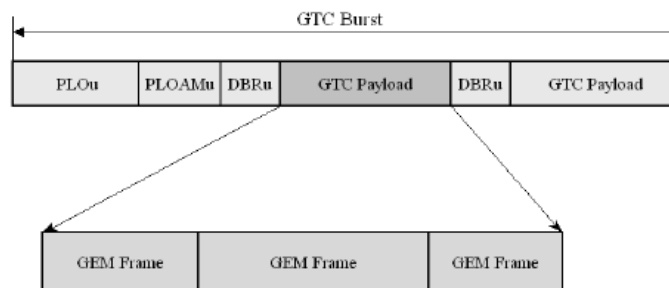 GTC Burst
PLOu PLOAMu DBRu GTC Payload DBRu GTC Payload
GEM Frame GEM Frame GEM Frame